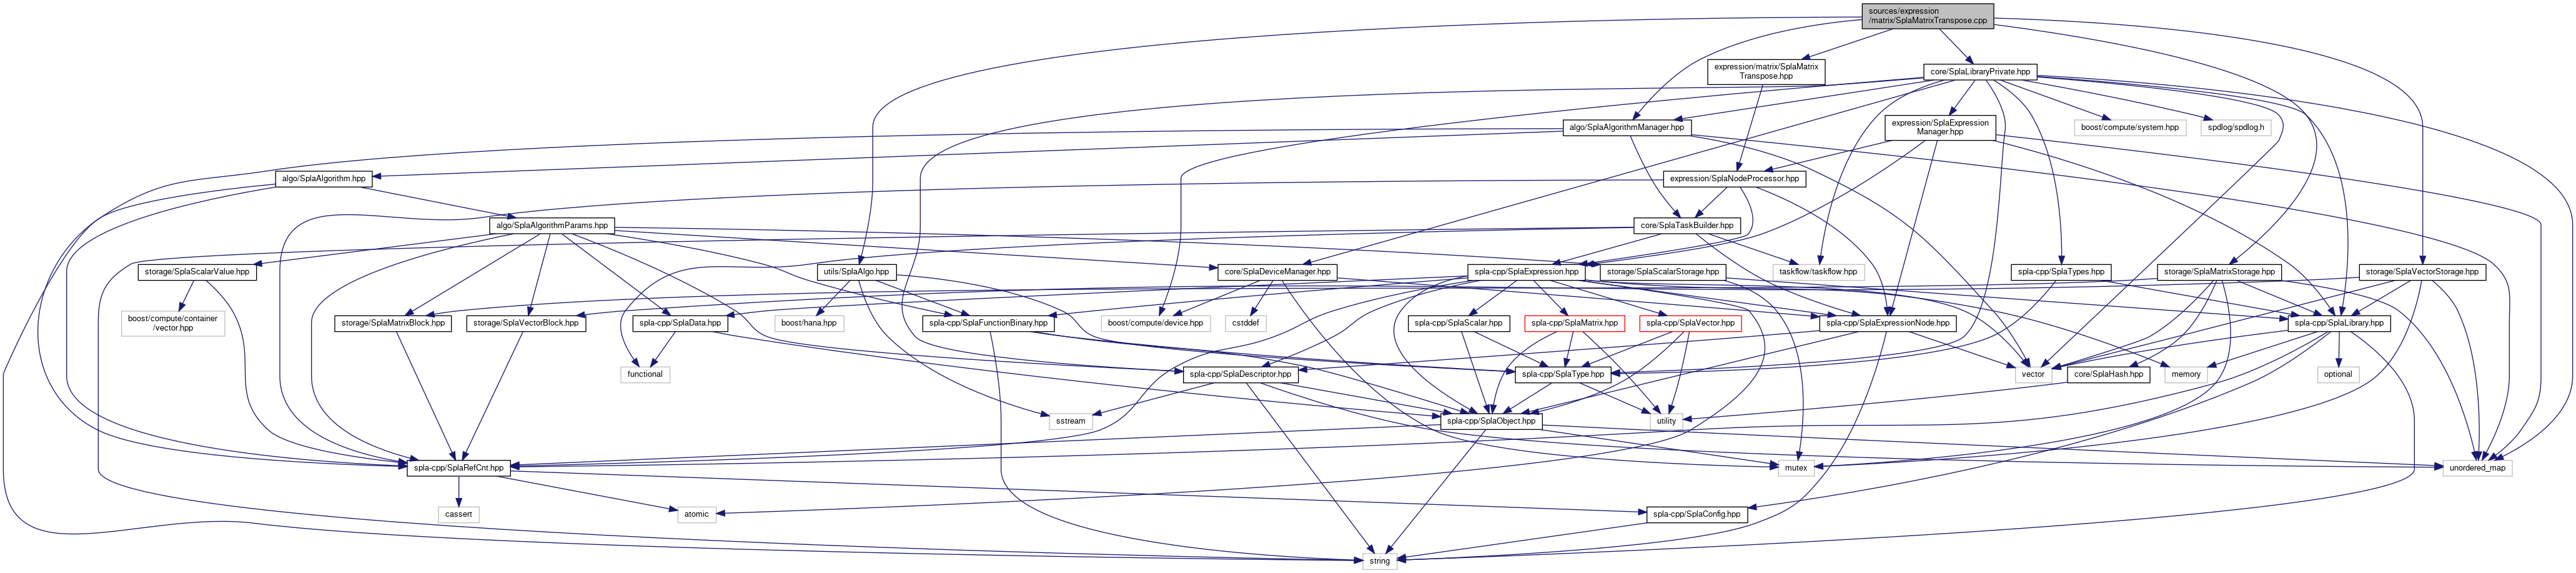 sources/expression
/matrix/SplaMatrixTranspose.cpp
expression/matrix/SplaMatrix
Transpose.hpp
core/SplaLibraryPrivate.hpp
algo/SplaAlgorithmManager.hpp
expression/SplaExpression
Manager.hpp
boost/compute/system.hpp
spdlog/spdlog.h
algo/SplaAlgorithm.hpp
expression/SplaNodeProcessor.hpp
algo/SplaAlgorithmParams.hpp
core/SplaTaskBuilder.hpp
storage/SplaScalarValue.hpp
utils/SplaAlgo.hpp
core/SplaDeviceManager.hpp
spla-cpp/SplaExpression.hpp
storage/SplaScalarStorage.hpp
taskflow/taskflow.hpp
spla-cpp/SplaTypes.hpp
storage/SplaMatrixStorage.hpp
storage/SplaVectorStorage.hpp
boost/compute/container
/vector.hpp
storage/SplaMatrixBlock.hpp
storage/SplaVectorBlock.hpp
spla-cpp/SplaData.hpp
boost/hana.hpp
spla-cpp/SplaFunctionBinary.hpp
boost/compute/device.hpp
cstddef
spla-cpp/SplaScalar.hpp
spla-cpp/SplaMatrix.hpp
spla-cpp/SplaVector.hpp
spla-cpp/SplaExpressionNode.hpp
spla-cpp/SplaLibrary.hpp
functional
spla-cpp/SplaDescriptor.hpp
spla-cpp/SplaType.hpp
vector
core/SplaHash.hpp
memory
optional
sstream
spla-cpp/SplaObject.hpp
utility
spla-cpp/SplaRefCnt.hpp
mutex
unordered_map
cassert
atomic
spla-cpp/SplaConfig.hpp
string